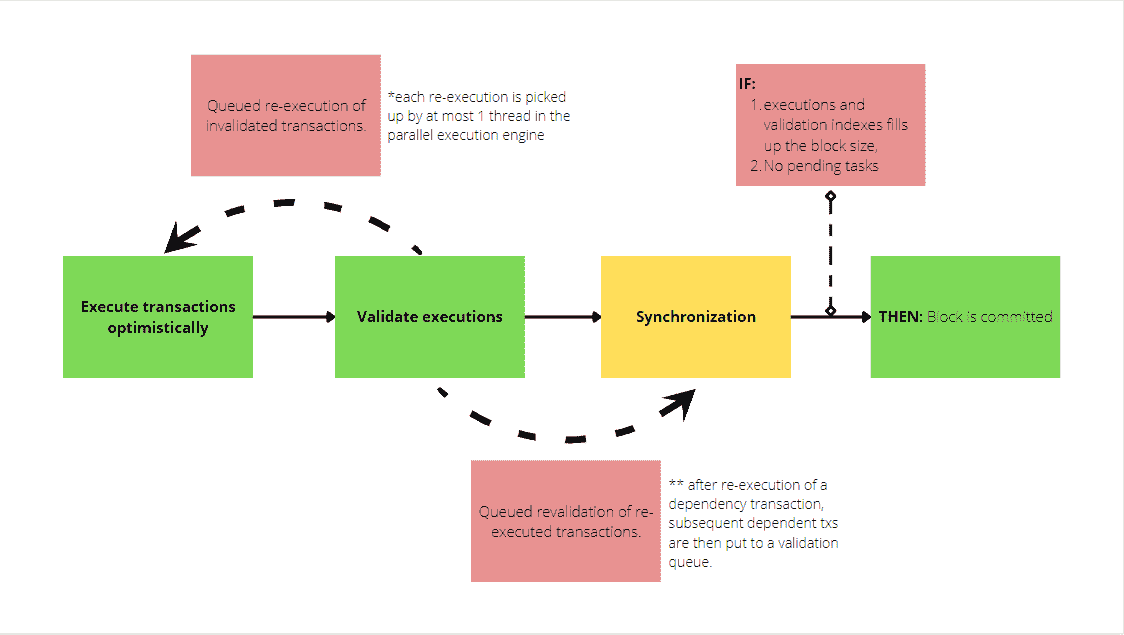 Queued re-execution of
invalidated transactions.
*each re-execution is picked
up by at most 1 thread in the
parallel execution engine
IF:
1. executions and
validation indexes fills
up the block size,
2. No pending tasks
Execute transactions
optimistically
Validate executions
Synchronization
THEN: Block is committed
Queued revalidation of re-
executed transactions.
** after re-execution of a
dependency transaction,
subsequent dependent txs
are then put to a validation
queue.